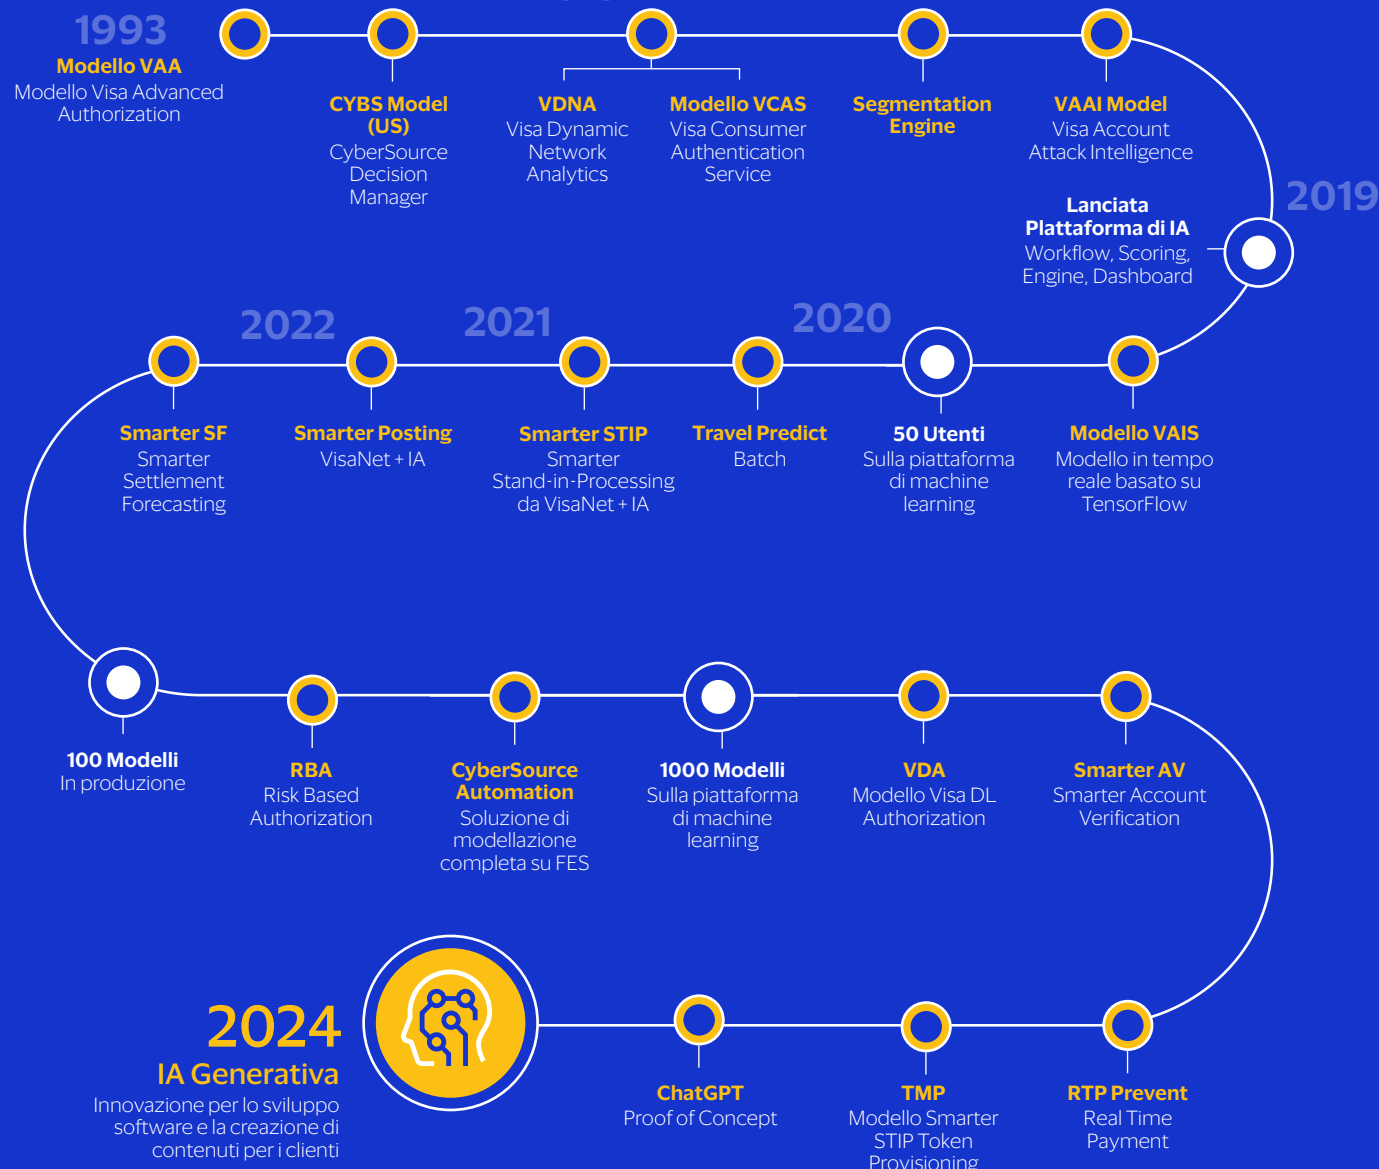 1993
Modello VAA
Modello Visa Advanced
Authorization
CYBS Model
(US)
CyberSource
Decision
Manager
VDNA
Visa Dynamic
Network
Analytics
Modello VCAS
Visa Consumer
Authentication
Service
Segmentation
Engine
VAAI Model
Visa Account
Attack Intelligence
2019
Lanciata
Plattaforma di IA
Workflow, Scoring,
Engine, Dashboard
2022
2021
2020
Smarter SF
Smarter
Settlement
Forecasting
Smarter Posting
VisaNet + IA
Smarter STIP
Smarter
Stand-in-Processing
da VisaNet + IA
Travel Predict
Batch
50 Utenti
Sulla piattaforma
di machine
learning
Modello VAIS
Modello in tempo
reale basato su
TensorFlow
100 Modelli
In produzione
RBA
Risk Based
Authorization
CyberSource
Automation
Soluzione di
modellazione
completa su FES
1000 Modelli
Sulla piattaforma
di machine
learning
VDA
Modello Visa DL
Authorization
Smarter AV
Smarter Account
Verification
2024
IA Generativa
Innovazione per lo sviluppo
software e la creazione di
contenuti per i clienti
ChatGPT
Proof of Concept
TMP
Modello Smarter
STIP Token
Provisioning
RTP Prevent
Real Time
Payment